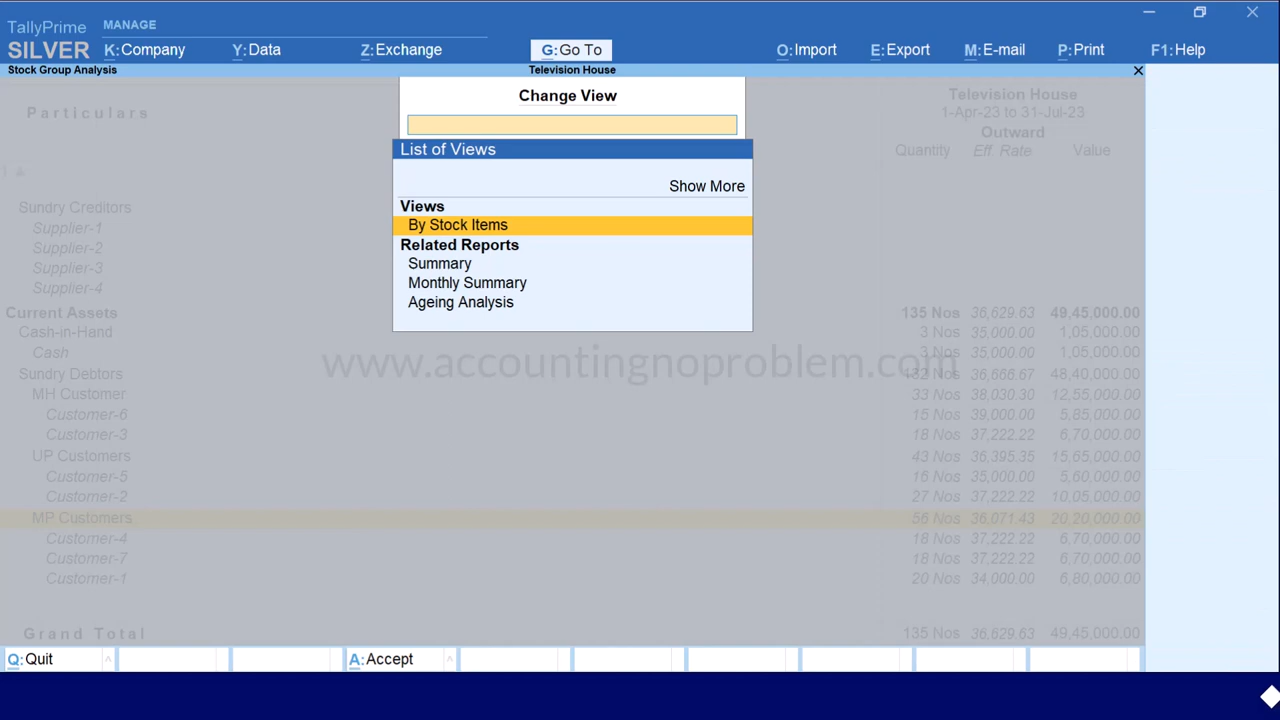 TallyPrime MANAGE
SILVER K:Company Y:Data Z:Exchange G:Go To O:Import E:Export M:E-mail P:Print F1:Help
Stock Group Analysis Television House
Change View
List of Views
Show More
Views
By Stock Items
Related Reports
Summary
Monthly Summary
Ageing Analysis
Particulars Television House
1-Apr-23 to 31-Jul-23
Outward
Quantity Eff. Rate Value
Sundry Creditors
Supplier-1
Supplier-2
Supplier-3
Supplier-4
Current Assets 135 Nos 36,629.63 49,45,000.00
Cash-in-Hand 3 Nos 35,000.00 1,05,000.00
Cash 3 Nos 35,000.00 1,05,000.00
www.accountingnoproblem.com
Sundry Debtors 132 Nos 36,666.67 48,40,000.00
MH Customer 33 Nos 38,030.30 12,55,000.00
Customer-6 15 Nos 39,000.00 5,85,000.00
Customer-3 18 Nos 37,222.22 6,70,000.00
UP Customers 43 Nos 36,395.35 15,65,000.00
Customer-5 16 Nos 35,000.00 5,60,000.00
Customer-2 27 Nos 37,222.22 10,05,000.00
MP Customers 56 Nos 36,071.43 20,20,000.00
Customer-4 18 Nos 37,222.22 6,70,000.00
Customer-7 18 Nos 37,222.22 6,70,000.00
Customer-1 20 Nos 34,000.00 6,80,000.00
Grand Total 135 Nos 36,629.63 49,45,000.00
Q:Quit A:Accept